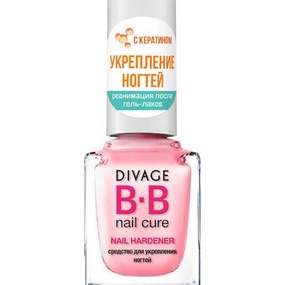 С КЕРАТИНОМ
УКРЕПЛЕНИЕ
НОГТЕЙ
реанимация после
гель-лаков
DIVAGE
B·B
nail cure
NAIL HARDENER
средство для укрепления
ногтей